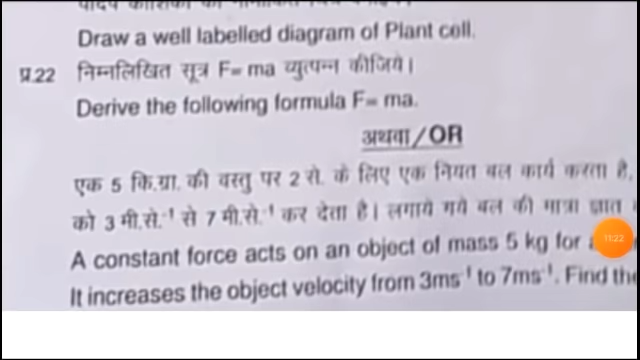 Draw a well labelled diagram of Plant cell.
प्र.22 निम्नलिखित सूत्र F= ma व्युत्पन्न कीजिये।
Derive the following formula F= ma.
अथवा/OR
एक 5 कि.ग्रा. की वस्तु पर 2 से. के लिए एक नियत बल कार्य करता है,
को 3 मी.से.⁻¹ से 7 मी.से.⁻¹ कर देता है। लगाये गये बल की मात्रा ज्ञात
A constant force acts on an object of mass 5 kg for
11:22
It increases the object velocity from 3ms⁻¹ to 7ms⁻¹. Find the